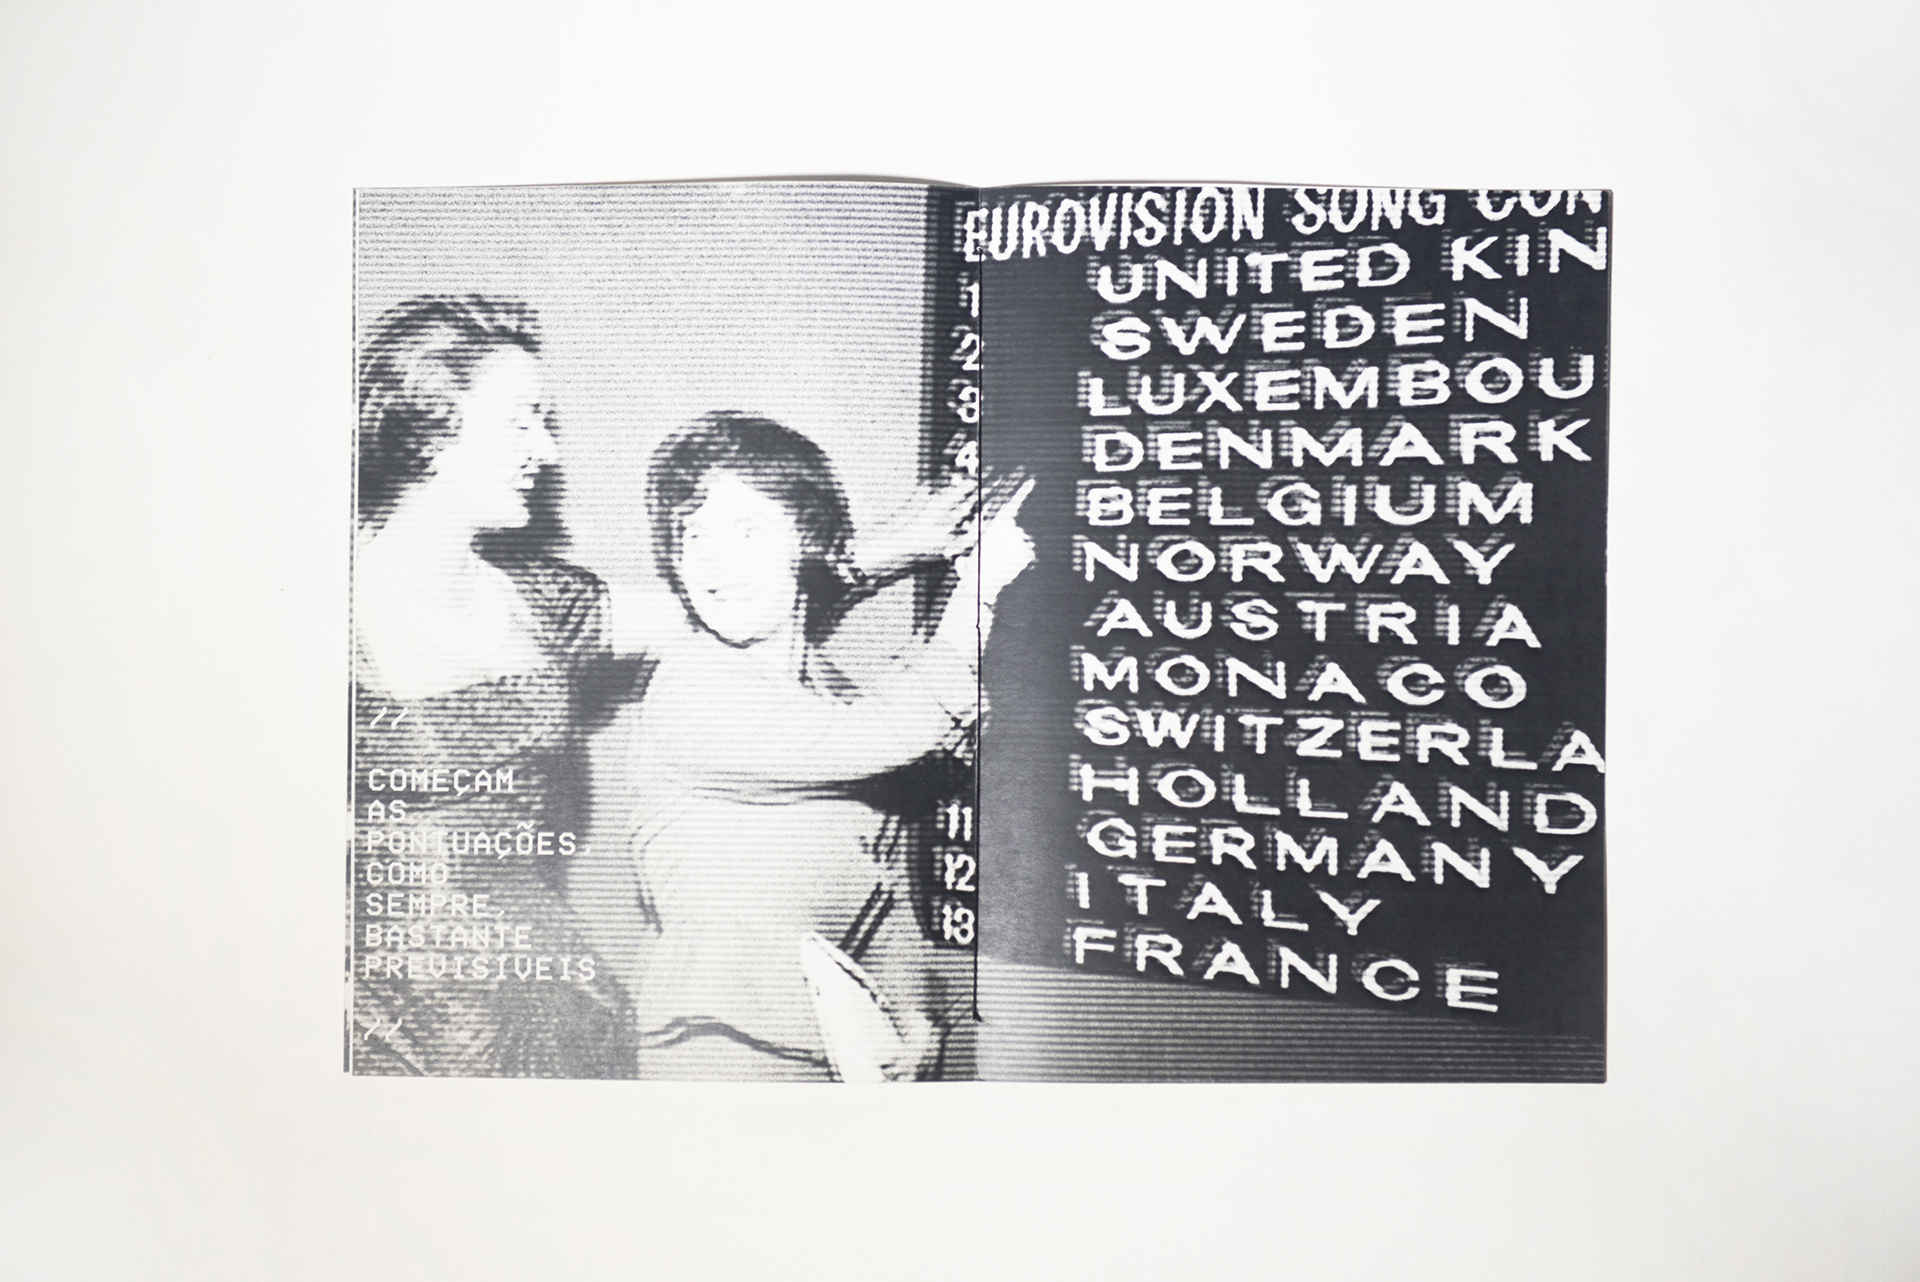 //
COMEÇAM
AS
PONTUAÇÕES,
COMO
SEMPRE,
BASTANTE
PREVISIVEIS
//
EUROVISION SONG CON
1 UNITED KIN
2 SWEDEN
3 LUXEMBOU
4 DENMARK
BELGIUM
NORWAY
AUSTRIA
MONACO
SWITZERLA
HOLLAND
11 GERMANY
12 ITALY
13 FRANCE